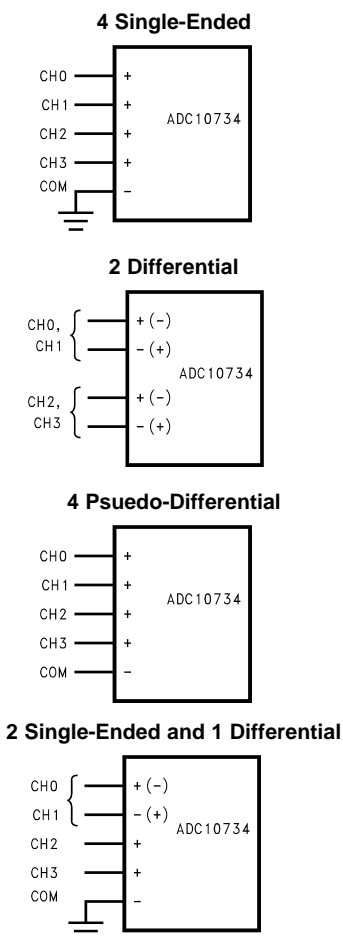 4 Single-Ended
CH0 +
CH1 +
CH2 +
CH3 +
COM –
ADC10734
2 Differential
CH0, + (–)
CH1 – (+)
ADC10734
CH2, + (–)
CH3 – (+)
4 Psuedo-Differential
CH0 +
CH1 +
CH2 +
CH3 +
COM –
ADC10734
2 Single-Ended and 1 Differential
CH0 + (–)
CH1 – (+)
ADC10734
CH2 +
CH3 +
COM –